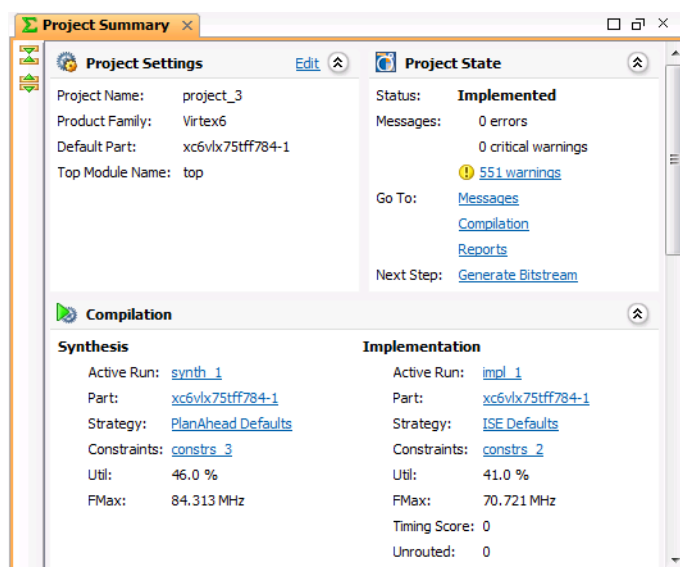 Project Summary
Project Settings Edit
Project Name: project_3
Product Family: Virtex6
Default Part: xc6vlx75tff784-1
Top Module Name: top
Project State
Status: Implemented
Messages: 0 errors
0 critical warnings
551 warnings
Go To: Messages
Compilation
Reports
Next Step: Generate Bitstream
Compilation
Synthesis
Active Run: synth_1
Part: xc6vlx75tff784-1
Strategy: PlanAhead Defaults
Constraints: constrs_3
Util: 46.0 %
FMax: 84.313 MHz
Implementation
Active Run: impl_1
Part: xc6vlx75tff784-1
Strategy: ISE Defaults
Constraints: constrs_2
Util: 41.0 %
FMax: 70.721 MHz
Timing Score: 0
Unrouted: 0